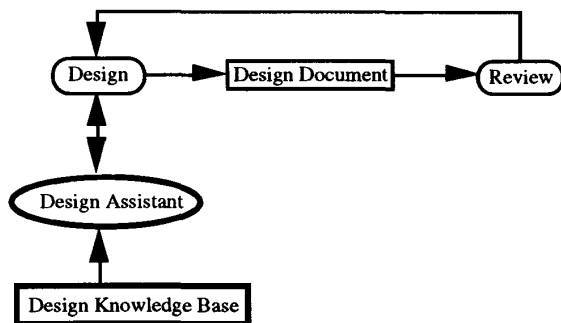 Design
Design Document
Review
Design Assistant
Design Knowledge Base